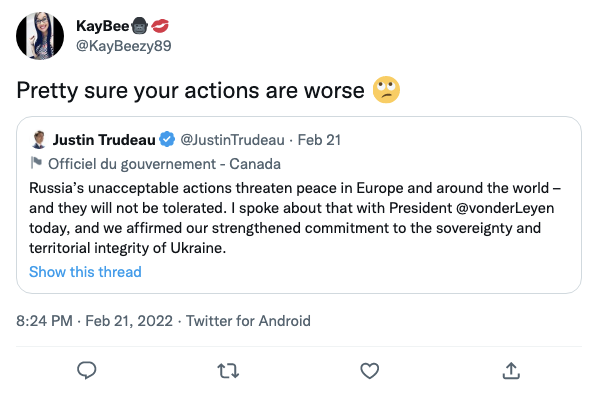 KayBee
@KayBeezy89
Pretty sure your actions are worse 🙄
Justin Trudeau @JustinTrudeau · Feb 21
Officiel du gouvernement - Canada
Russia’s unacceptable actions threaten peace in Europe and around the world –
and they will not be tolerated. I spoke about that with President @vonderLeyen
today, and we affirmed our strengthened commitment to the sovereignty and
territorial integrity of Ukraine.
Show this thread
8:24 PM · Feb 21, 2022 · Twitter for Android